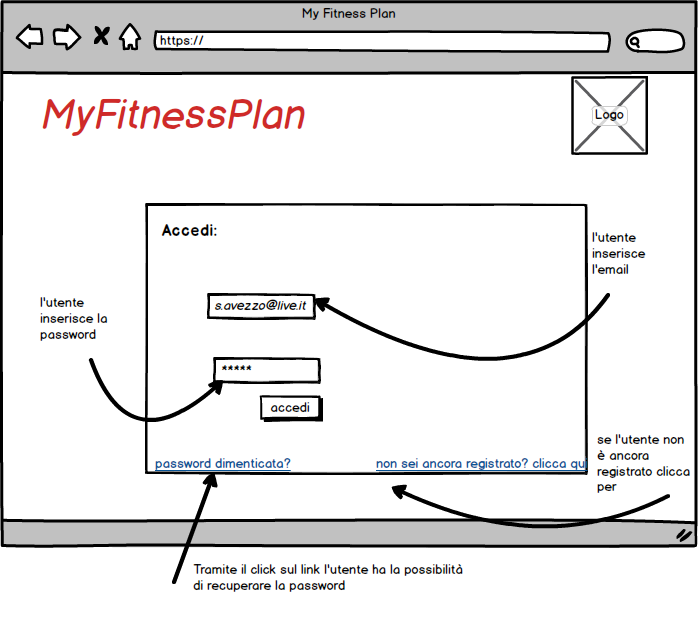 My Fitness Plan
https://
MyFitnessPlan
Logo
Accedi:
l'utente
inserisce
l'email
s.avezzo@live.it
l'utente
inserisce la
password
*****
accedi
password dimenticata?
non sei ancora registrato? clicca qui
se l'utente non
è ancora
registrato clicca
per
Tramite il click sul link l'utente ha la possibilità
di recuperare la password